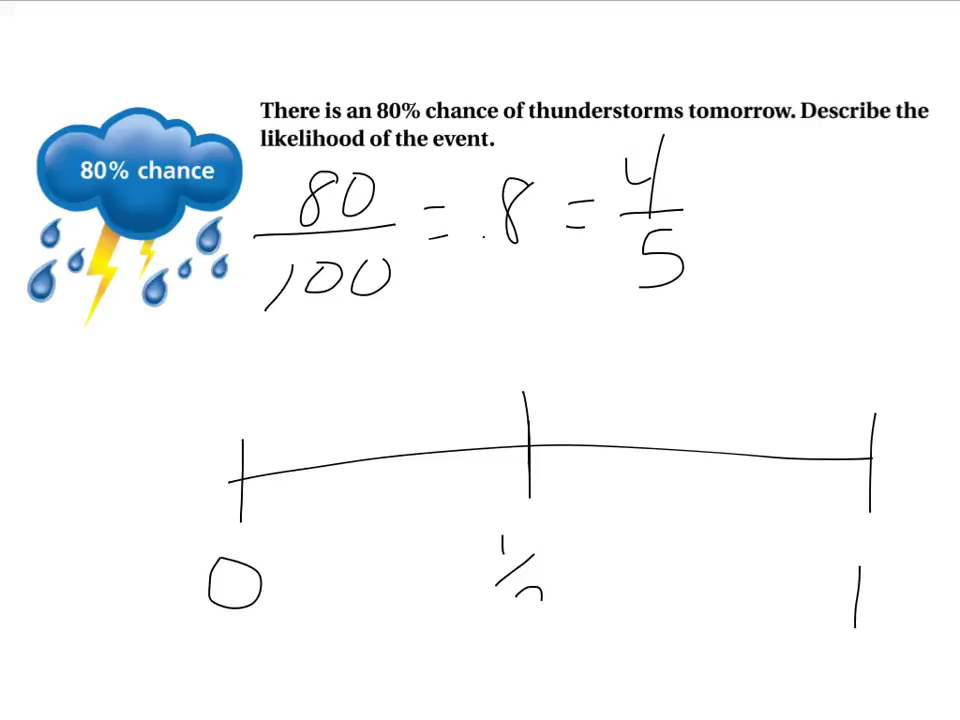 There is an 80% chance of thunderstorms tomorrow. Describe the
likelihood of the event.
80% chance
80/100 = .8 = 4/5
0 1/2 1